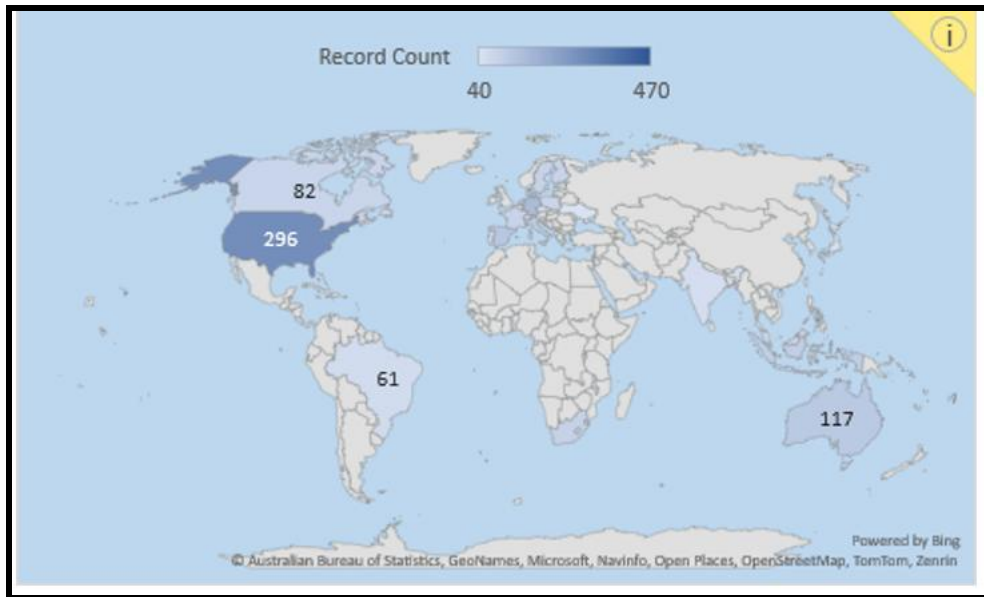 Record Count
40 470
i
82
296
61
117
Powered by Bing
© Australian Bureau of Statistics, GeoNames, Microsoft, Navinfo, Open Places, OpenStreetMap, TomTom, Zenrin